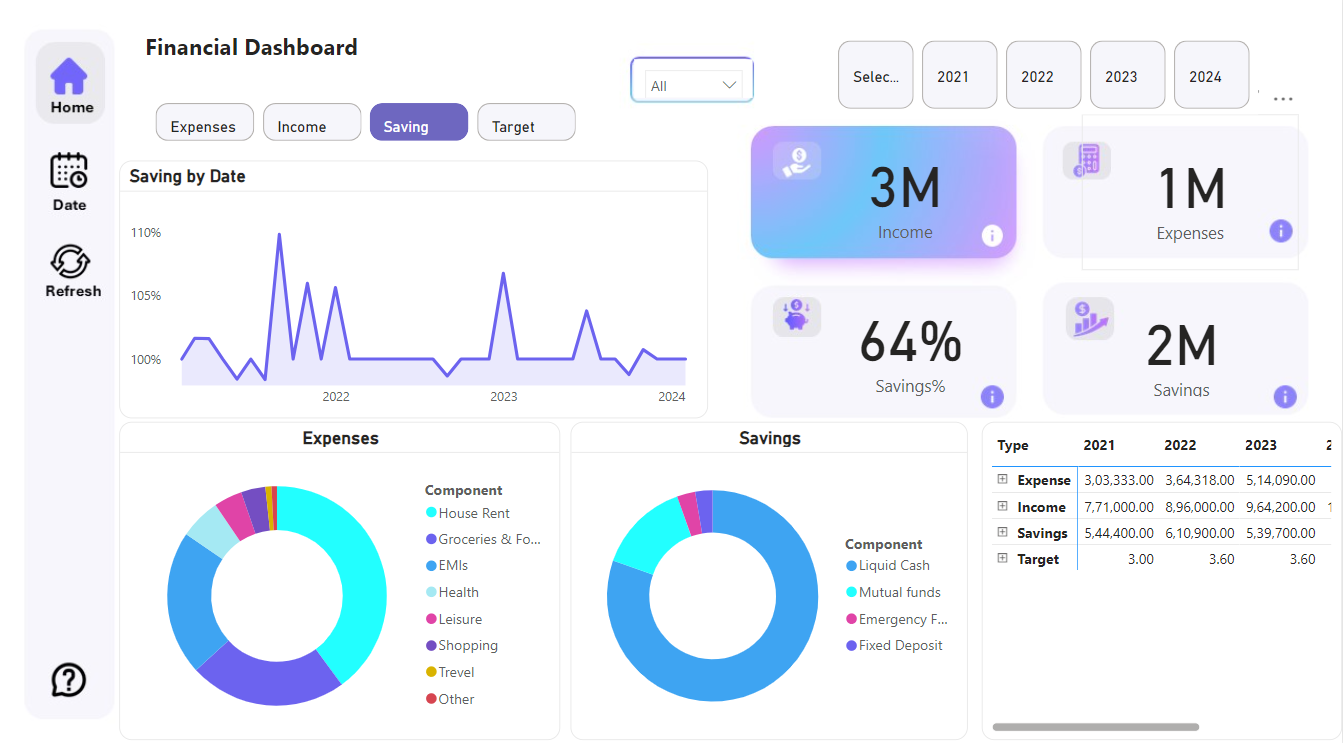 Financial Dashboard
Home
Date
Refresh
All
Selec...
2021
2022
2023
2024
...
Expenses
Income
Saving
Target
Saving by Date
110%
105%
100%
2022
2023
2024
3M
Income
1M
Expenses
64%
Savings%
2M
Savings
Expenses
Component
House Rent
Groceries & Fo...
EMIs
Health
Leisure
Shopping
Trevel
Other
Savings
Component
Liquid Cash
Mutual funds
Emergency F...
Fixed Deposit
Type 2021 2022 2023
Expense 3,03,333.00 3,64,318.00 5,14,090.00
Income 7,71,000.00 8,96,000.00 9,64,200.00
Savings 5,44,400.00 6,10,900.00 5,39,700.00
Target 3.00 3.60 3.60